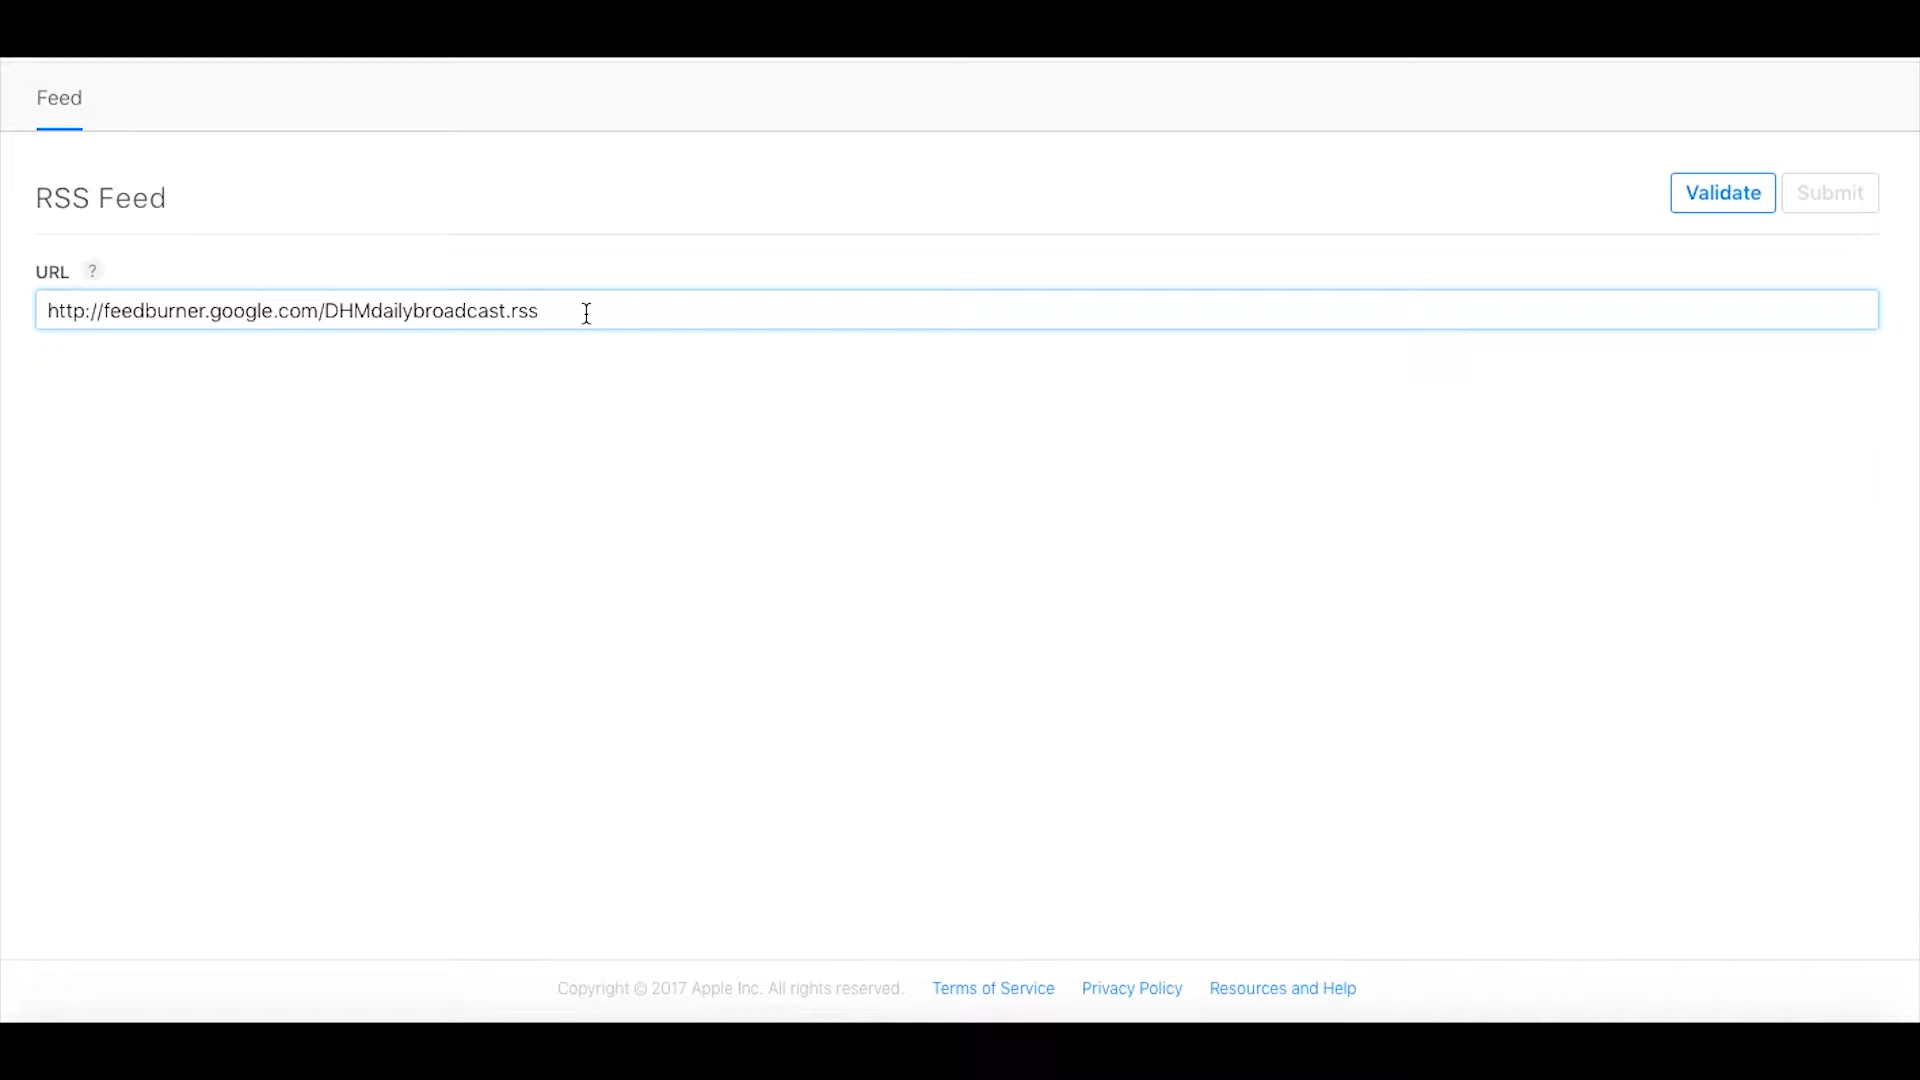 Feed
RSS Feed
Validate
Submit
URL ?
http://feedburner.google.com/DHMdailybroadcast.rss
Copyright © 2017 Apple Inc. All rights reserved. Terms of Service Privacy Policy Resources and Help